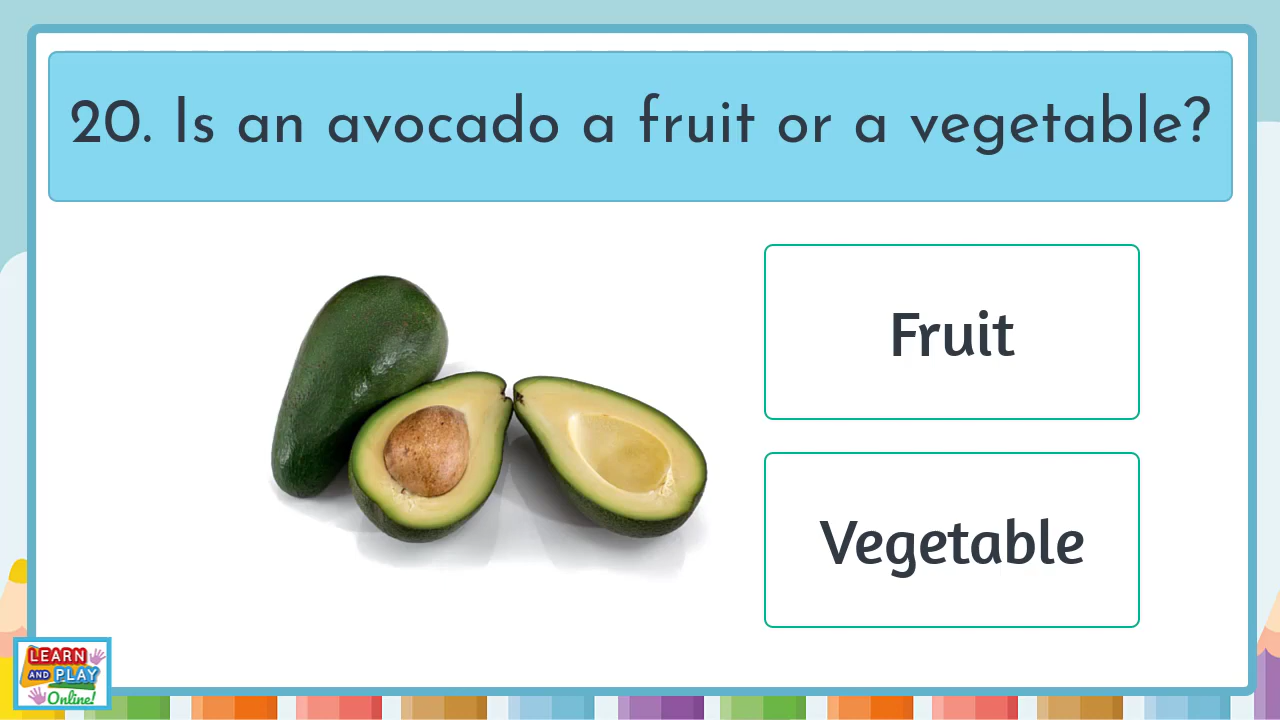 20. Is an avocado a fruit or a vegetable?
Fruit
Vegetable
LEARN
AND PLAY
Online!